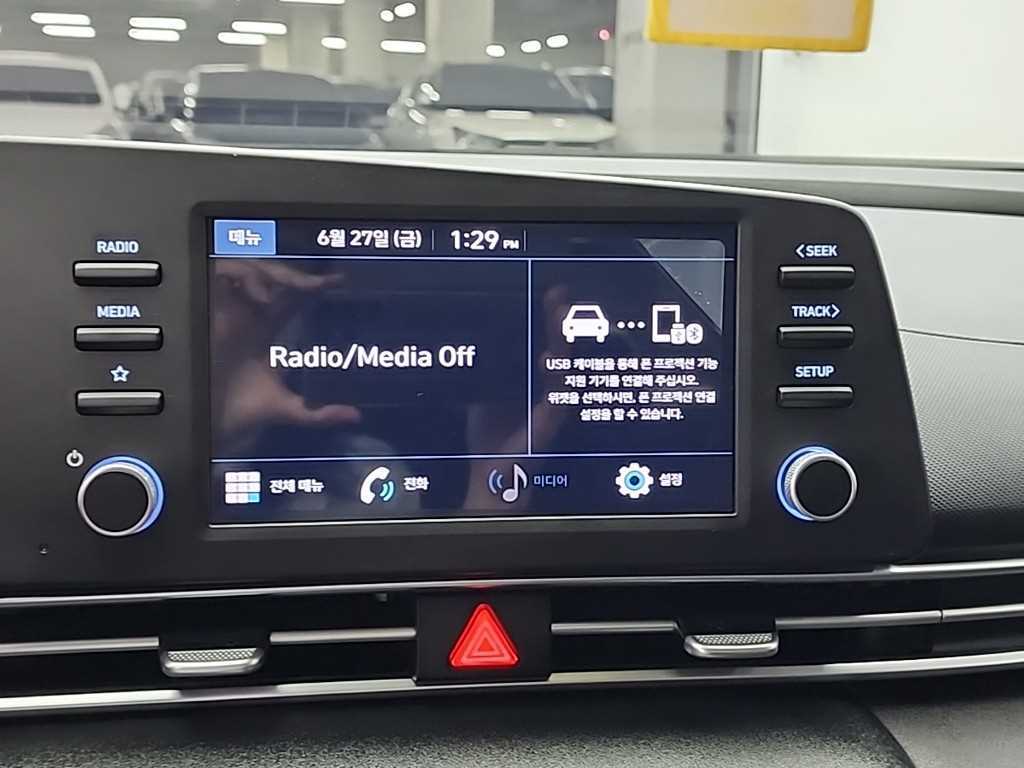 RADIO
MEDIA
메뉴
6월 27일 (금)
1:29 PM
Radio/Media Off
USB 케이블을 통해 폰 프로젝션 기능
지원 기기를 연결해 주십시오.
위젯을 선택하시면, 폰 프로젝션 연결
설정을 할 수 있습니다.
전체 메뉴
전화
미디어
설정
<SEEK
TRACK>
SETUP